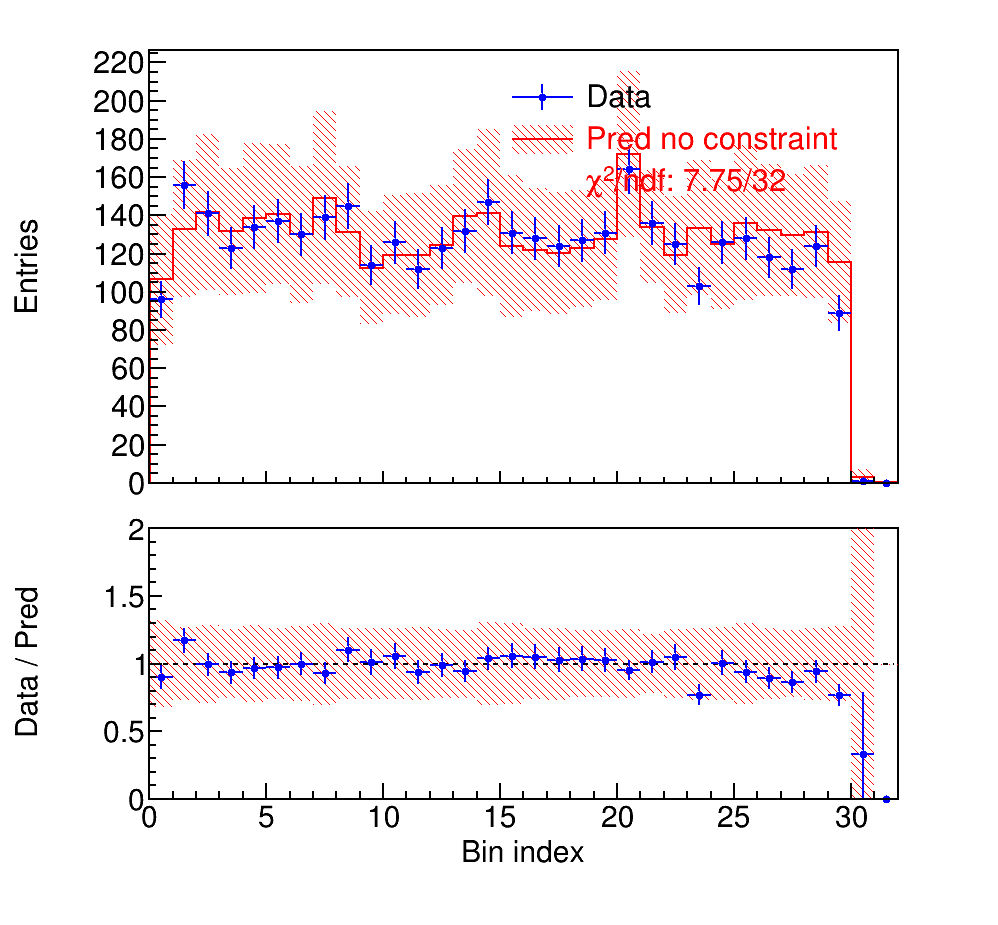 Entries
220
200
180
160
140
120
100
80
60
40
20
0
Data
Pred no constraint
χ²/ndf: 7.75/32
Data / Pred
2
1.5
1
0.5
0
0 5 10 15 20 25 30
Bin index